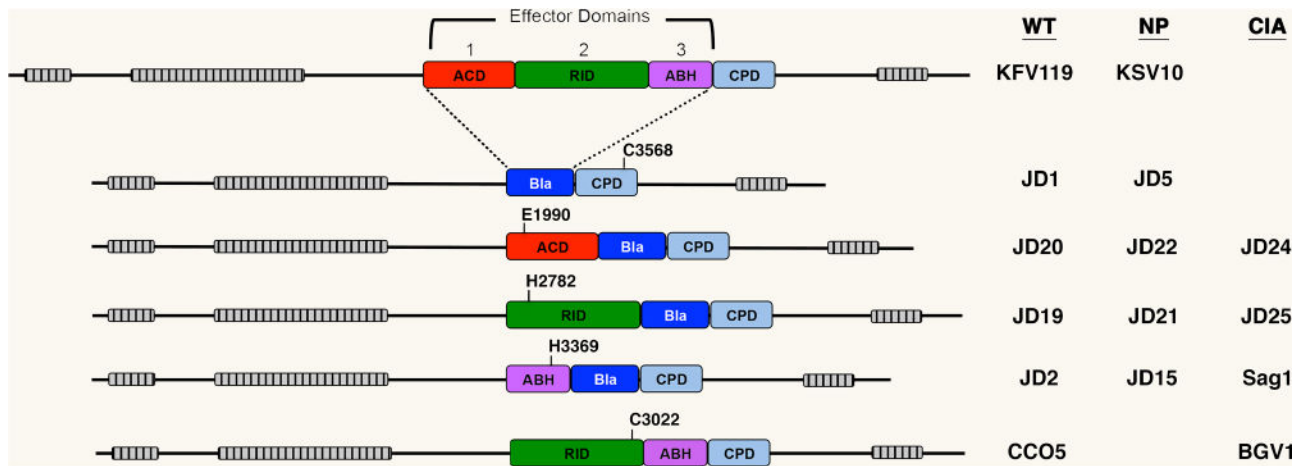 Effector Domains
WT NP CIA
1 2 3
ACD RID ABH CPD KFV119 KSV10
C3568
Bla CPD JD1 JD5
E1990
ACD Bla CPD JD20 JD22 JD24
H2782
RID Bla CPD JD19 JD21 JD25
H3369
ABH Bla CPD JD2 JD15 Sag1
C3022
RID ABH CPD CCO5 BGV1